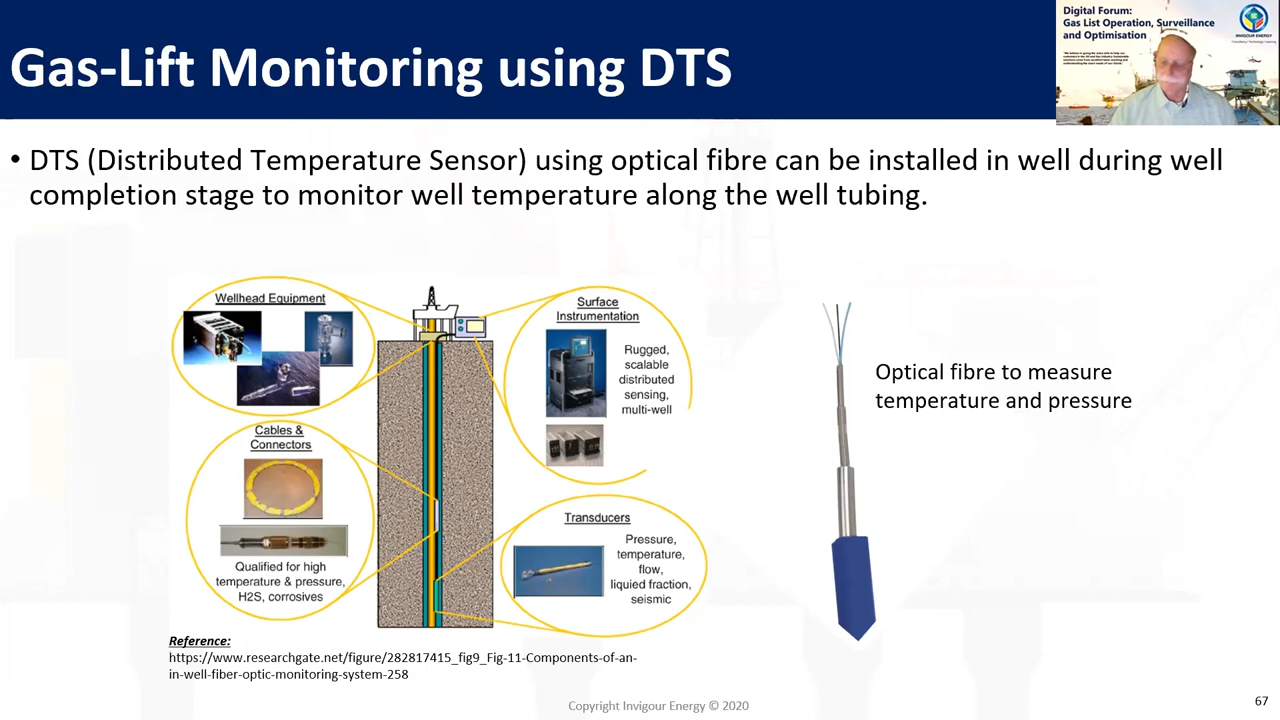 Gas-Lift Monitoring using DTS
Digital Forum:
Gas List Operation, Surveillance
and Optimisation
INVIGOUR ENERGY
• DTS (Distributed Temperature Sensor) using optical fibre can be installed in well during well
completion stage to monitor well temperature along the well tubing.
Wellhead Equipment
Surface
Instrumentation
Rugged,
scalable
distributed
sensing,
multi-well
Cables &
Connectors
Qualified for high
temperature & pressure,
H2S, corrosives
Transducers
Pressure,
temperature,
flow,
liquied fraction,
seismic
Optical fibre to measure
temperature and pressure
Reference:
https://www.researchgate.net/figure/282817415_fig9_Fig-11-Components-of-an-
in-well-fiber-optic-monitoring-system-258
Copyright Invigour Energy © 2020
67